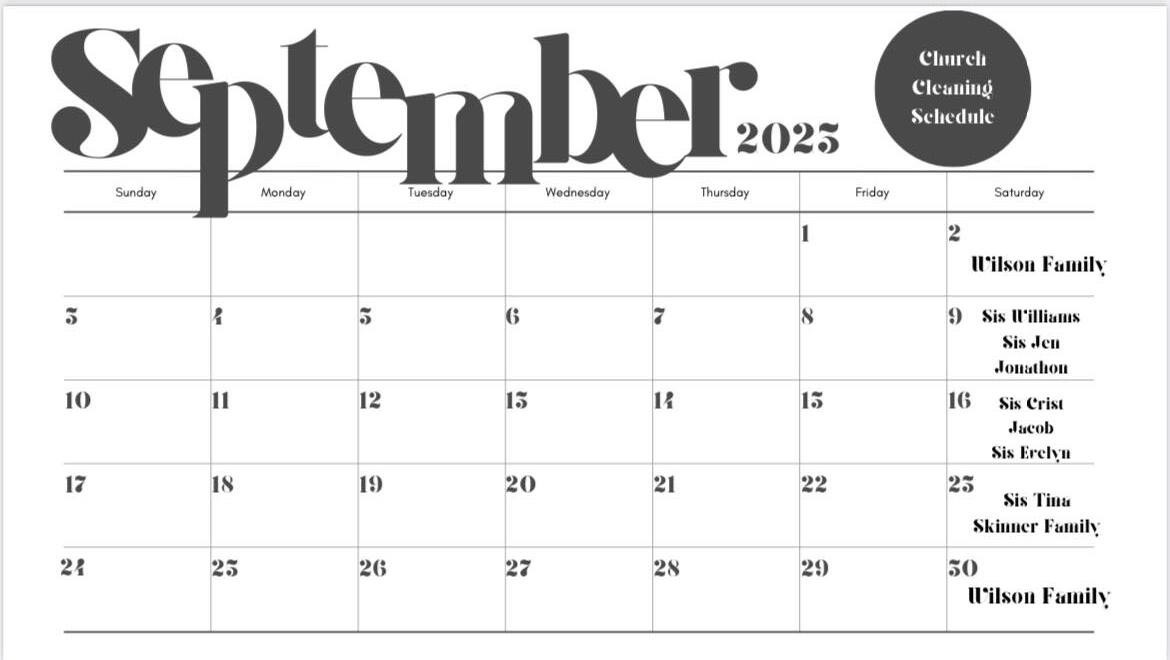 September 2023
Church
Cleaning
Schedule
Sunday Monday Tuesday Wednesday Thursday Friday Saturday
1 2
Wilson Family
3 4 5 6 7 8 9 Sis Williams
Sis Jen
Jonathon
10 11 12 13 14 15 16 Sis Crist
Jacob
Sis Evelyn
17 18 19 20 21 22 23
Sis Tina
Skinner Family
24 25 26 27 28 29 30
Wilson Family